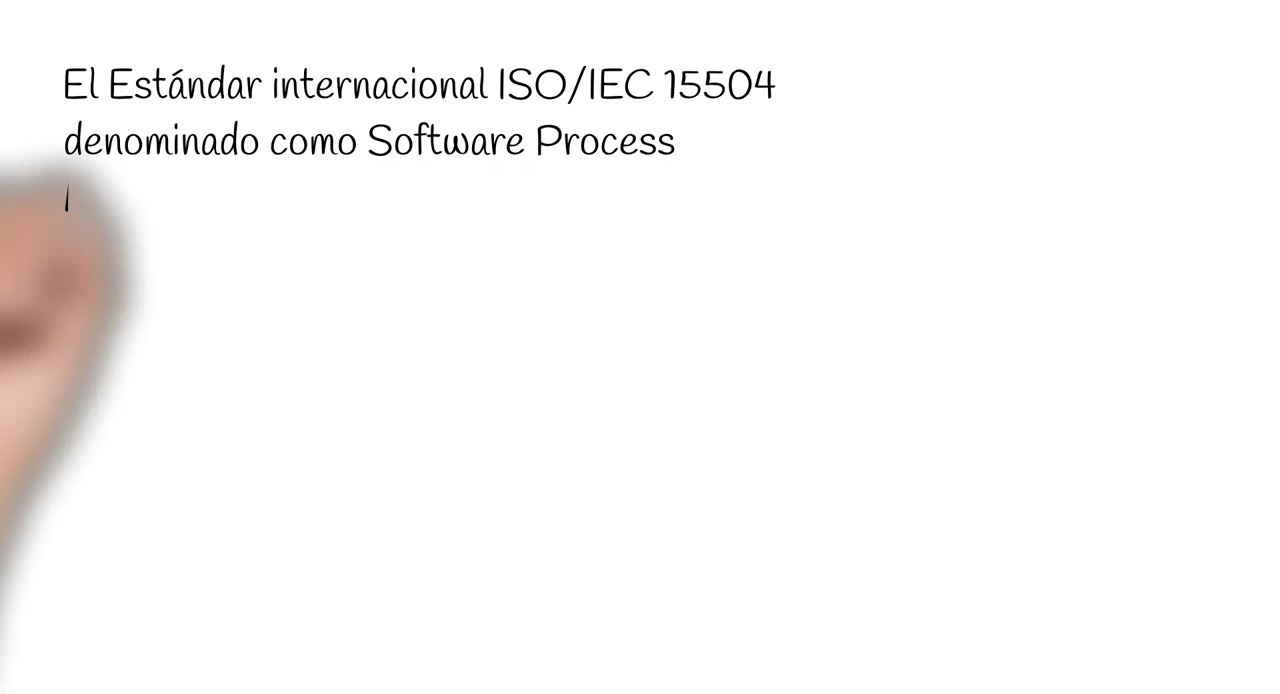 El Estándar internacional ISO/IEC 15504
denominado como Software Process